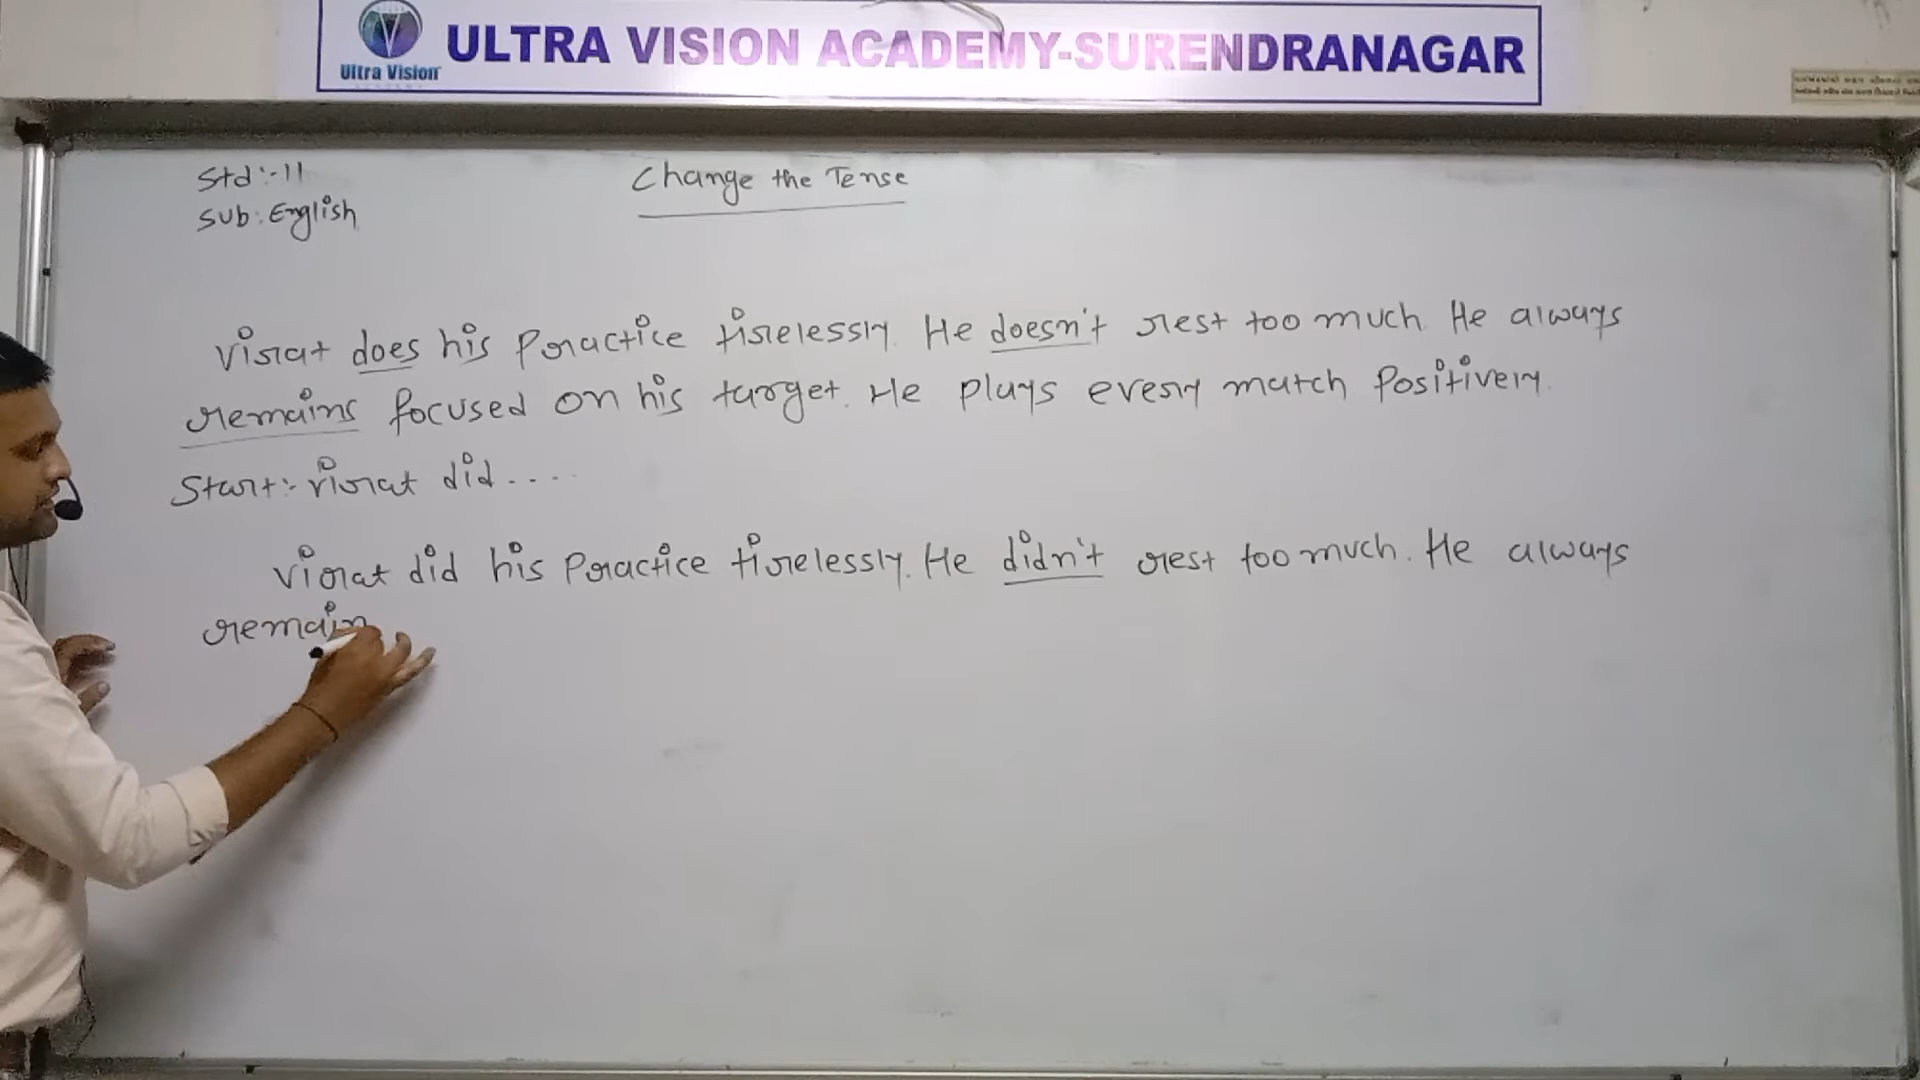 Ultra Vision
ULTRA VISION ACADEMY-SURENDRANAGAR
Std:-11
Sub: English
Change the Tense
Virat does his Practice tirelessly. He doesn't rest too much. He always
remains focused on his target. He plays every match Positively.
Start:- Virat did....
Virat did his Practice tirelessly. He didn't rest too much. He always
remain